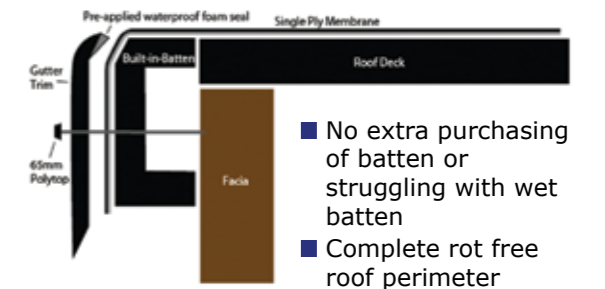 Pre-applied waterproof foam seal
Single Ply Membrane
Built-in-Batten
Roof Deck
Gutter
Trim
65mm
Polytop
Facia
■ No extra purchasing
of batten or
struggling with wet
batten
■ Complete rot free
roof perimeter